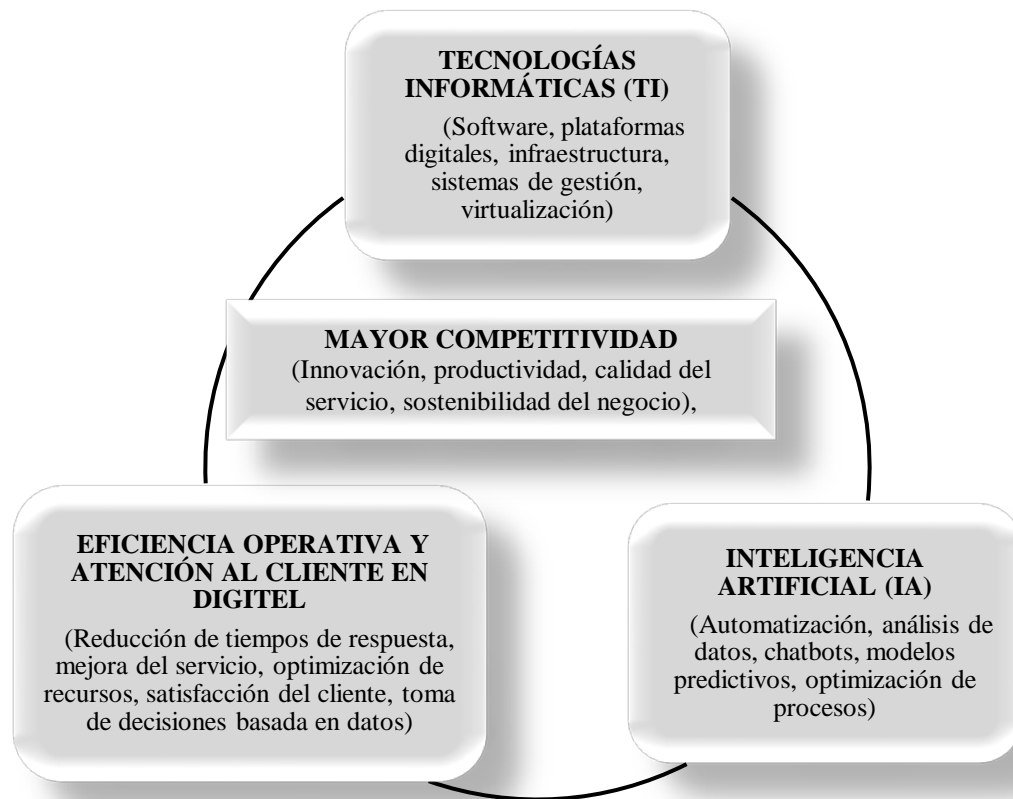 TECNOLOGÍAS
INFORMÁTICAS (TI)
(Software, plataformas
digitales, infraestructura,
sistemas de gestión,
virtualización)
MAYOR COMPETITIVIDAD
(Innovación, productividad, calidad del
servicio, sostenibilidad del negocio),
EFICIENCIA OPERATIVA Y
ATENCIÓN AL CLIENTE EN
DIGITEL
(Reducción de tiempos de respuesta,
mejora del servicio, optimización de
recursos, satisfacción del cliente, toma
de decisiones basada en datos)
INTELIGENCIA
ARTIFICIAL (IA)
(Automatización, análisis de
datos, chatbots, modelos
predictivos, optimización de
procesos)